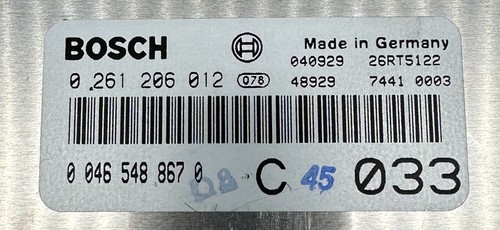 BOSCH
Made in Germany
040929 26RT5122
0 261 206 012 078 48929 7441 0003
0 046 548 867 0 C 45 033